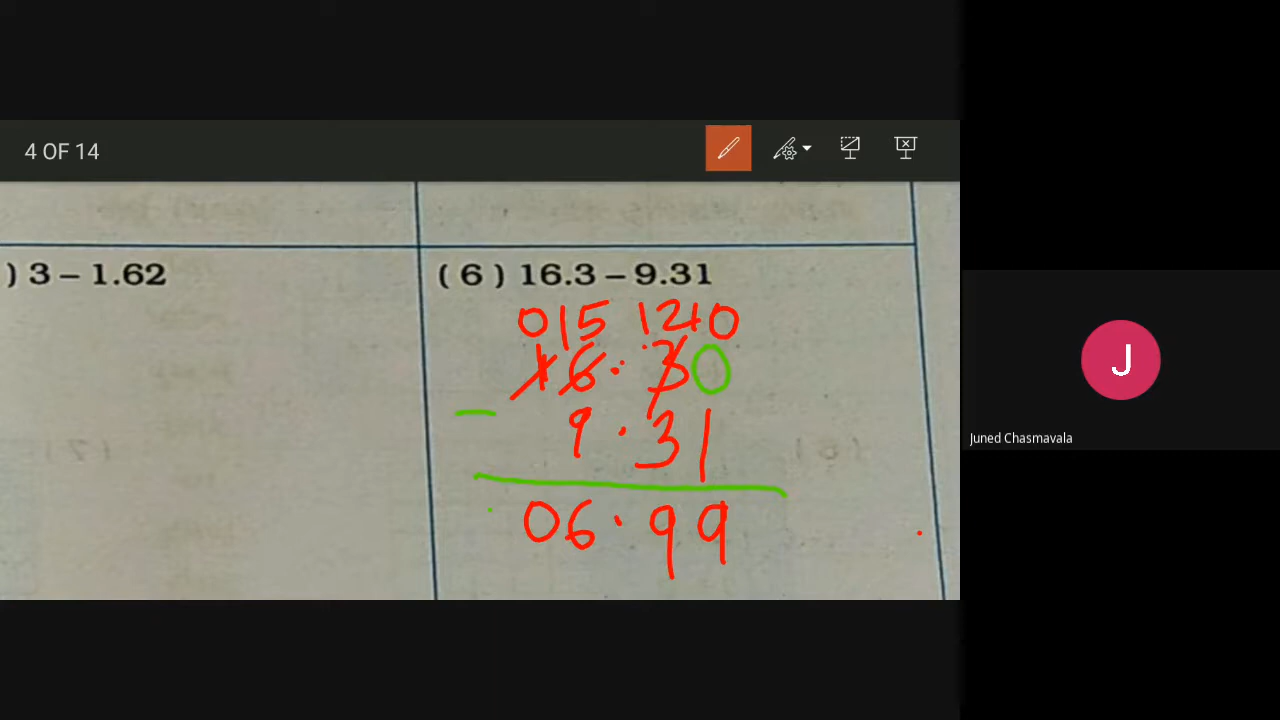 4 OF 14
) 3 – 1.62
( 6 ) 16.3 – 9.31
0 15 12 10
16.30
– 9.31
06.99
J
Juned Chasmavala